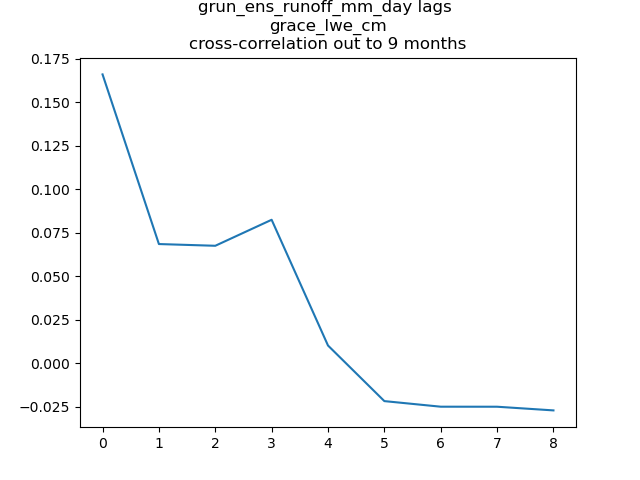 grun_ens_runoff_mm_day lags
grace_lwe_cm
cross-correlation out to 9 months
0.175
0.150
0.125
0.100
0.075
0.050
0.025
0.000
−0.025
0 1 2 3 4 5 6 7 8